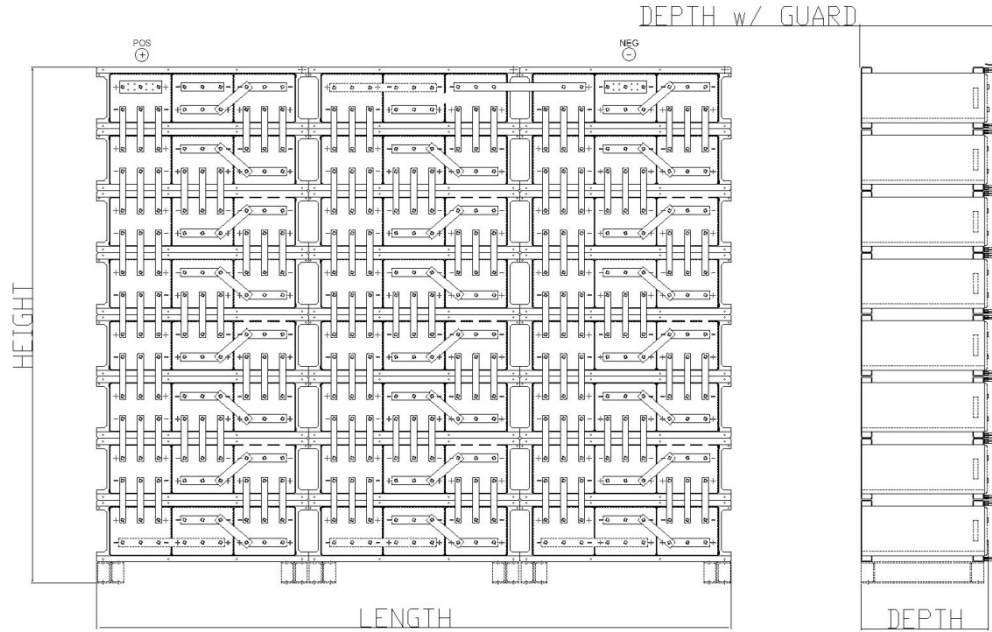 DEPTH w/ GUARD
POS
NEG
HEIGHT
LENGTH
DEPTH